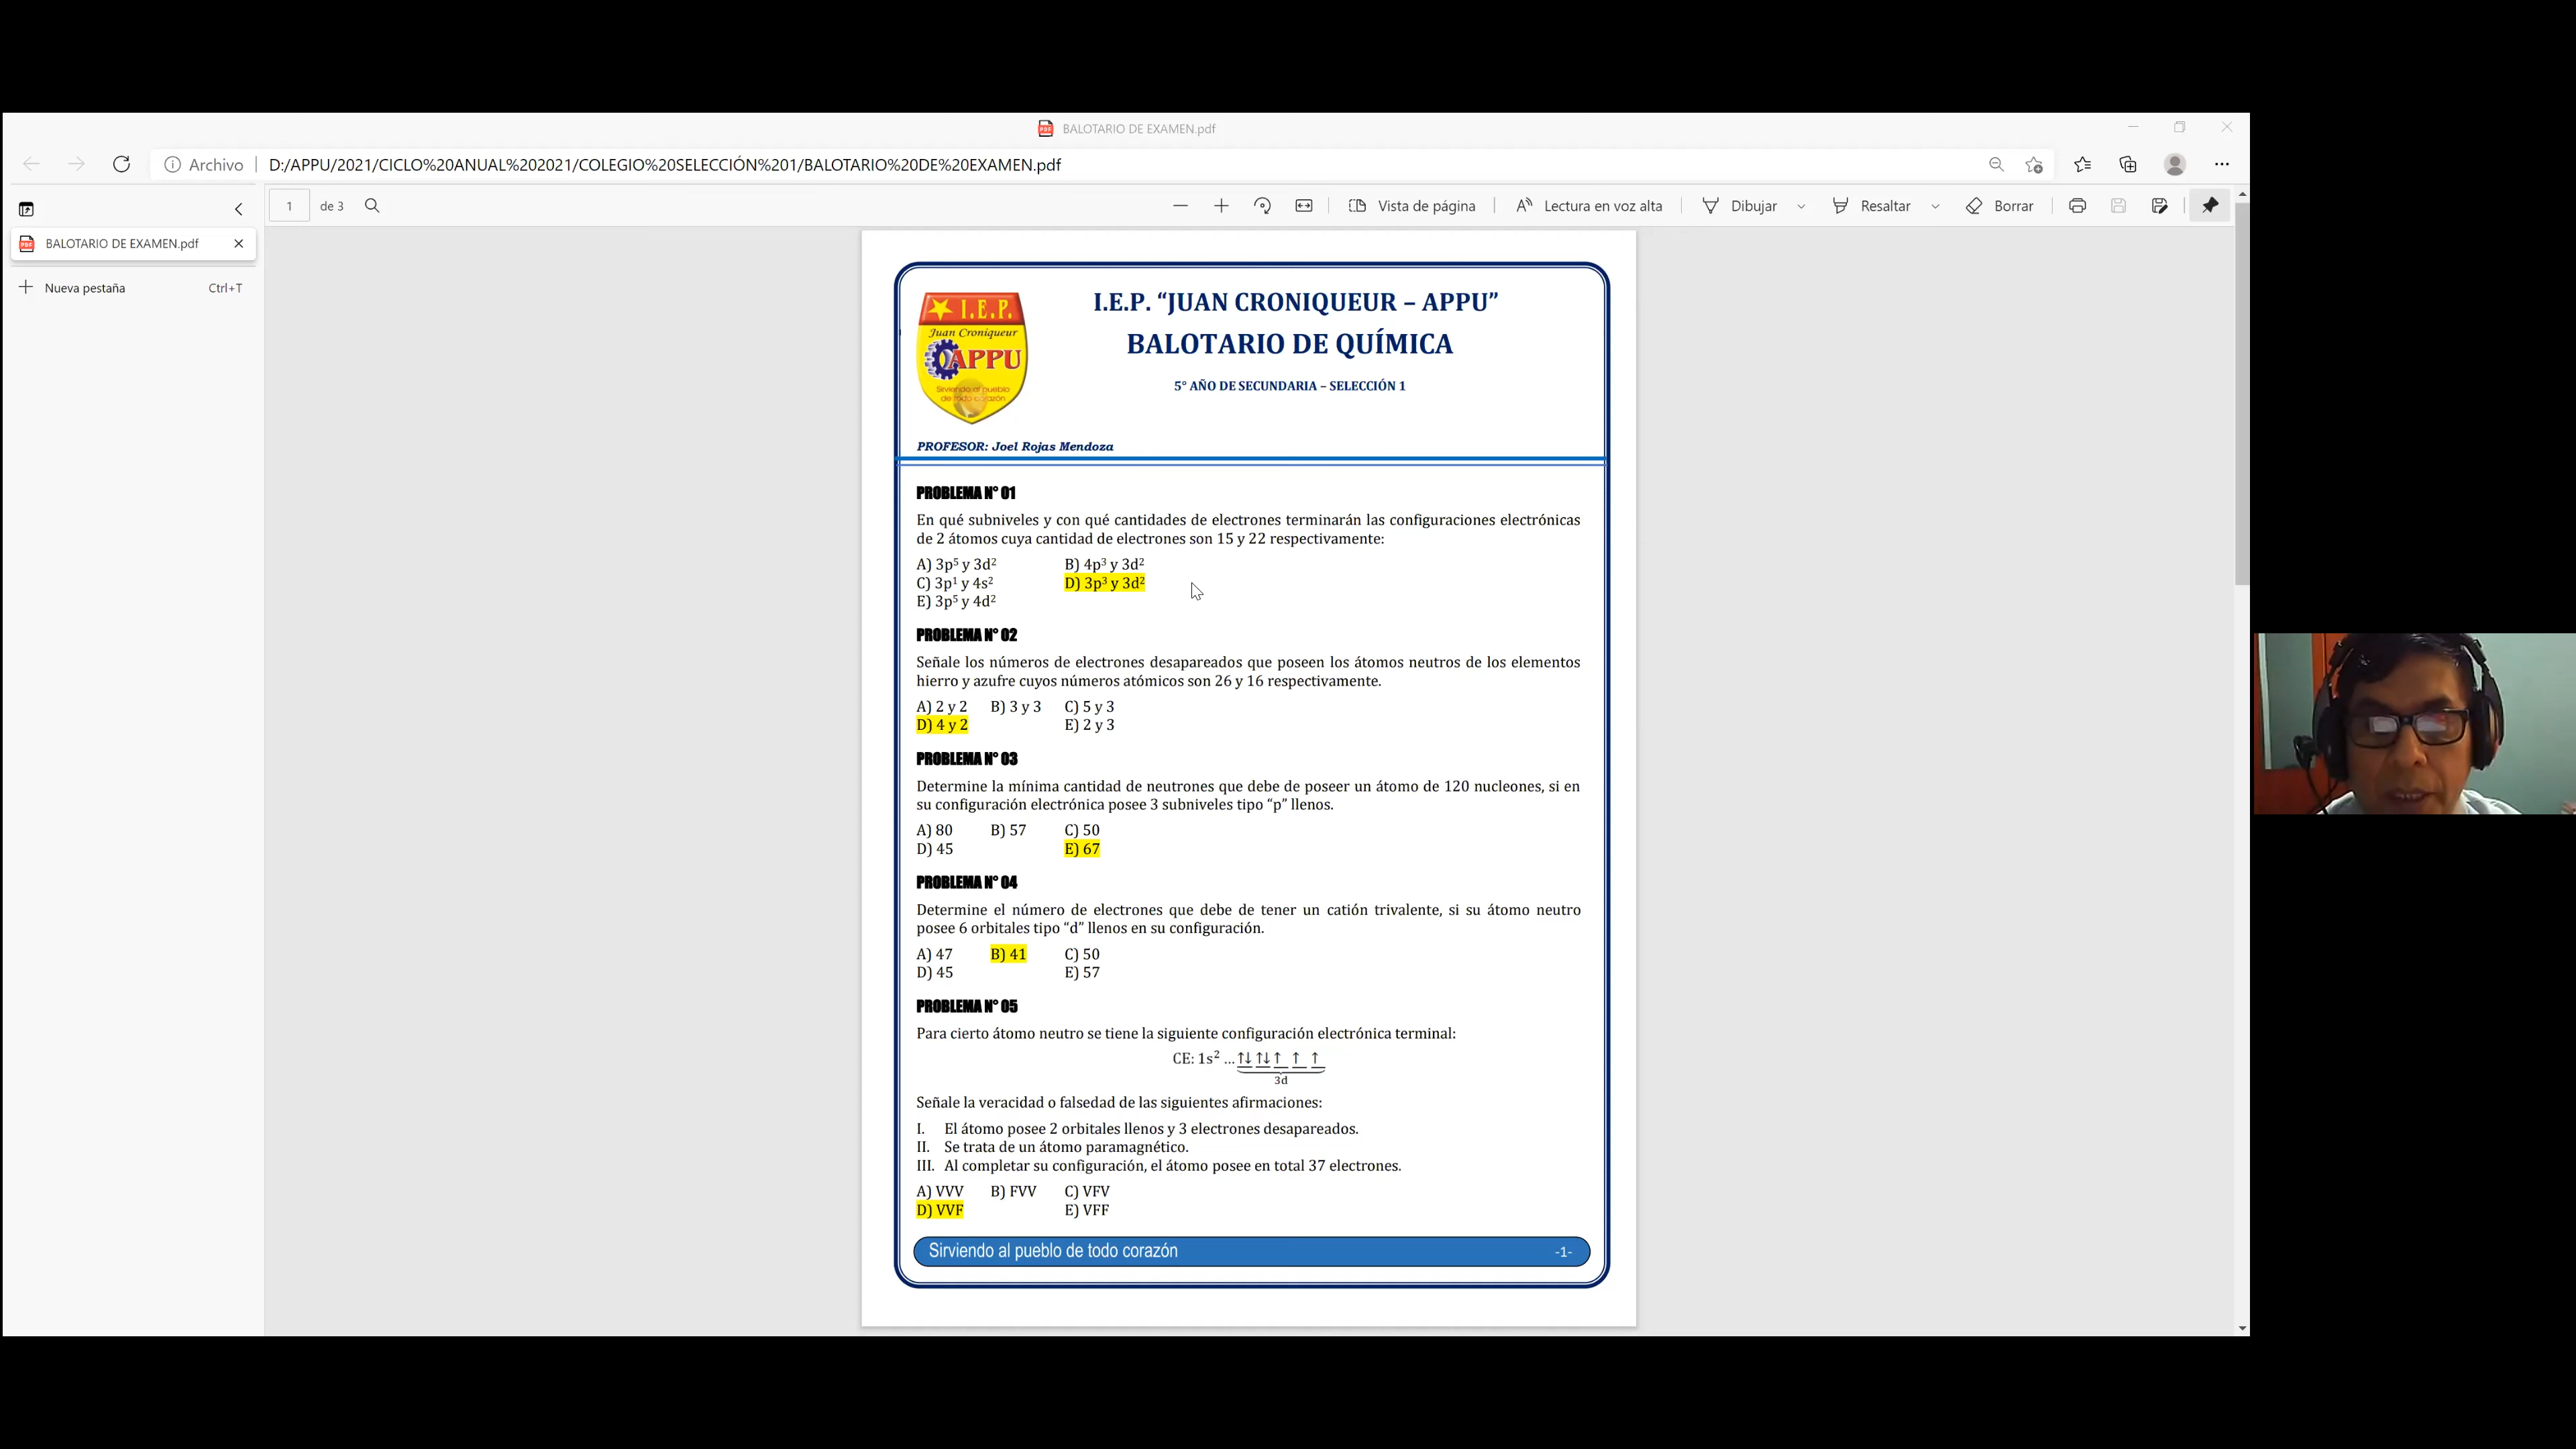 BALOTARIO DE EXAMEN.pdf
Archivo
D:/APPU/2021/CICLO%20ANUAL%202021/COLEGIO%20SELECCIÓN%201/BALOTARIO%20DE%20EXAMEN.pdf
1 de 3
Vista de página
Lectura en voz alta
Dibujar
Resaltar
Borrar
BALOTARIO DE EXAMEN.pdf
Nueva pestaña Ctrl+T
I.E.P.
Juan Croniqueur
APPU
Sirviendo al pueblo
de todo corazón
I.E.P. “JUAN CRONIQUEUR – APPU”
BALOTARIO DE QUÍMICA
5° AÑO DE SECUNDARIA – SELECCIÓN 1
PROFESOR: Joel Rojas Mendoza
PROBLEMA N° 01
En qué subniveles y con qué cantidades de electrones terminarán las configuraciones electrónicas
de 2 átomos cuya cantidad de electrones son 15 y 22 respectivamente:
A) 3p⁵ y 3d² B) 4p³ y 3d²
C) 3p¹ y 4s² D) 3p³ y 3d²
E) 3p⁵ y 4d²
PROBLEMA N° 02
Señale los números de electrones desapareados que poseen los átomos neutros de los elementos
hierro y azufre cuyos números atómicos son 26 y 16 respectivamente.
A) 2 y 2 B) 3 y 3 C) 5 y 3
D) 4 y 2 E) 2 y 3
PROBLEMA N° 03
Determine la mínima cantidad de neutrones que debe de poseer un átomo de 120 nucleones, si en
su configuración electrónica posee 3 subniveles tipo “p” llenos.
A) 80 B) 57 C) 50
D) 45 E) 67
PROBLEMA N° 04
Determine el número de electrones que debe de tener un catión trivalente, si su átomo neutro
posee 6 orbitales tipo “d” llenos en su configuración.
A) 47 B) 41 C) 50
D) 45 E) 57
PROBLEMA N° 05
Para cierto átomo neutro se tiene la siguiente configuración electrónica terminal:
CE: 1s² ... ↑↓ ↑↓ ↑ ↑ ↑
3d
Señale la veracidad o falsedad de las siguientes afirmaciones:
I. El átomo posee 2 orbitales llenos y 3 electrones desapareados.
II. Se trata de un átomo paramagnético.
III. Al completar su configuración, el átomo posee en total 37 electrones.
A) VVV B) FVV C) VFV
D) VVF E) VFF
Sirviendo al pueblo de todo corazón -1-